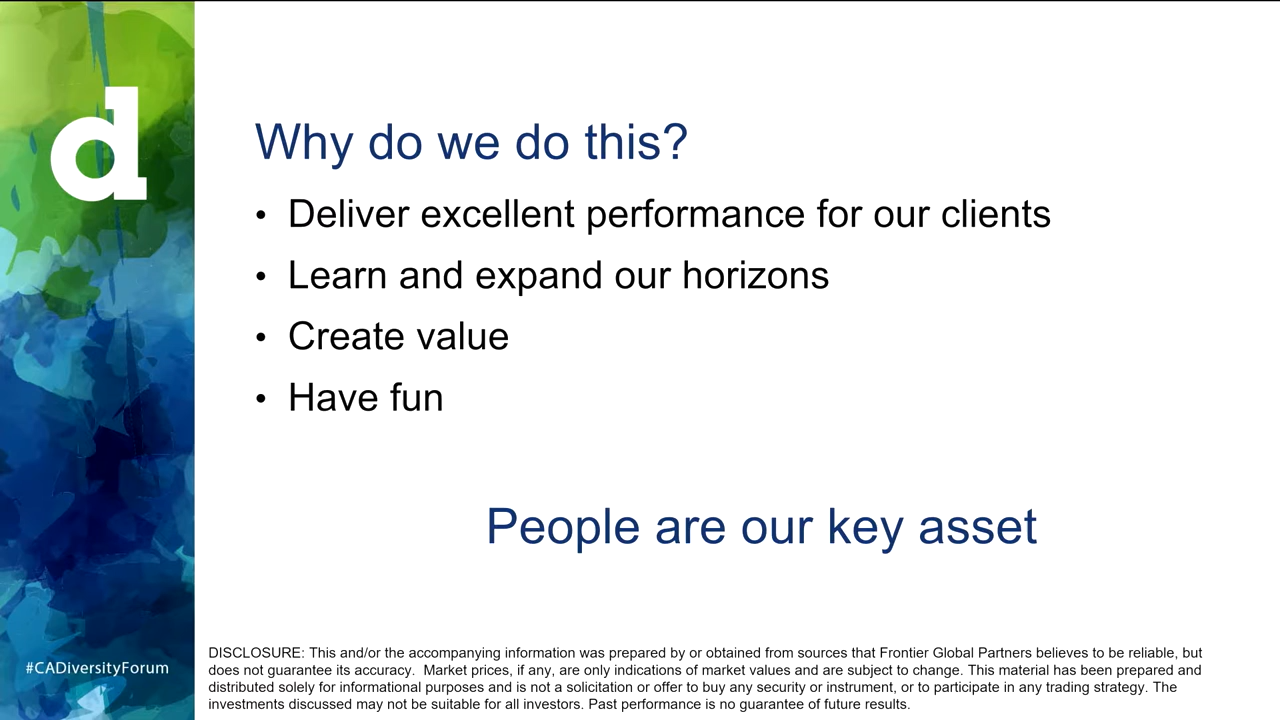 d
Why do we do this?
• Deliver excellent performance for our clients
• Learn and expand our horizons
• Create value
• Have fun
People are our key asset
#CADiversityForum
DISCLOSURE: This and/or the accompanying information was prepared by or obtained from sources that Frontier Global Partners believes to be reliable, but
does not guarantee its accuracy.  Market prices, if any, are only indications of market values and are subject to change. This material has been prepared and
distributed solely for informational purposes and is not a solicitation or offer to buy any security or instrument, or to participate in any trading strategy. The
investments discussed may not be suitable for all investors. Past performance is no guarantee of future results.